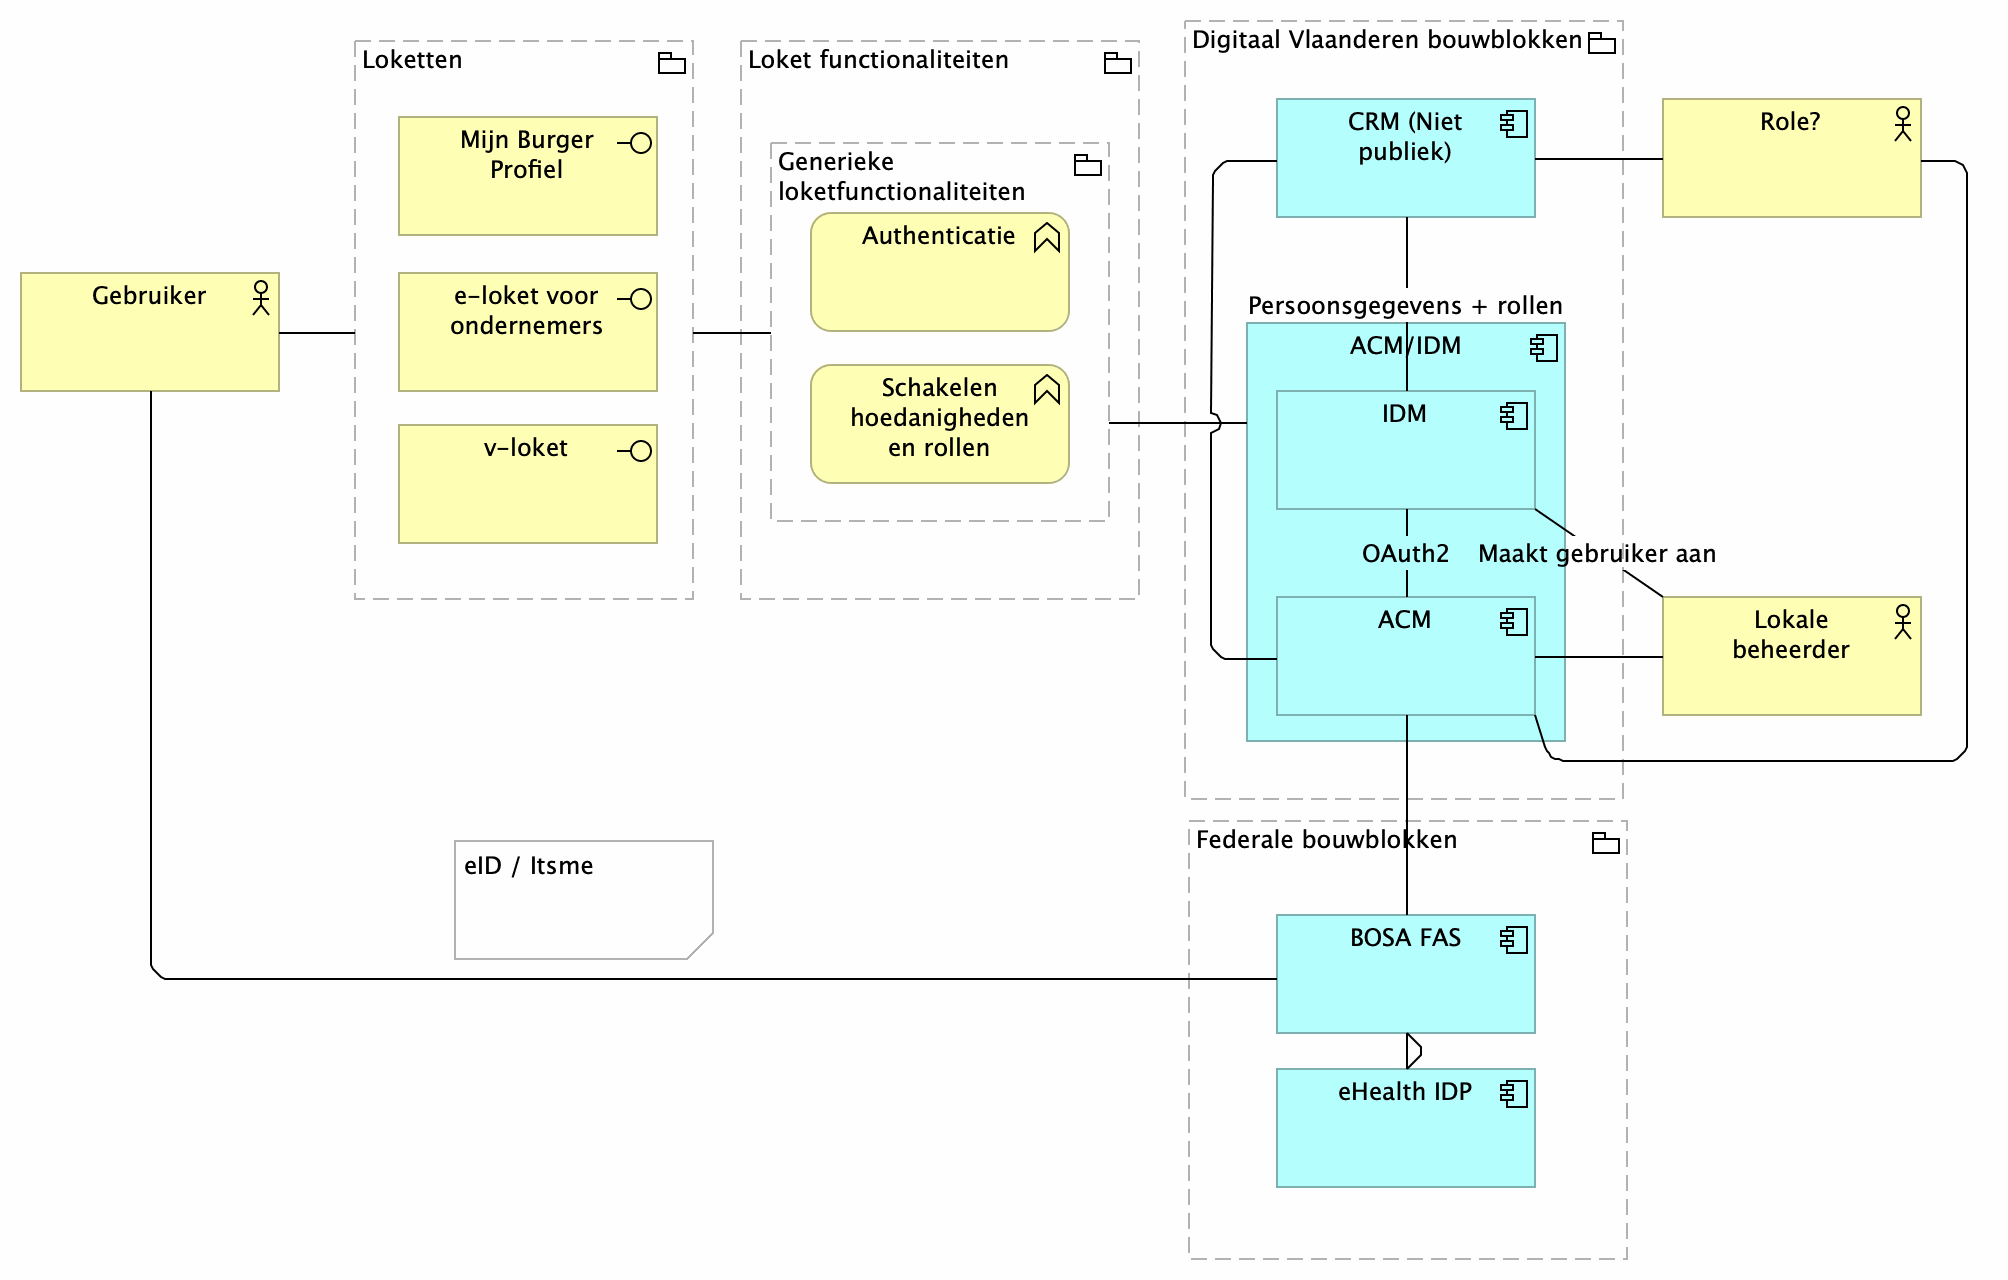 Loketten
Mijn Burger
Profiel
e-loket voor
ondernemers
v-loket
Gebruiker
Loket functionaliteiten
Generieke
loketfunctionaliteiten
Authenticatie
Schakelen
hoedanigheden
en rollen
Digitaal Vlaanderen bouwblokken
CRM (Niet
publiek)
Role?
Persoonsgegevens + rollen
ACM/IDM
IDM
OAuth2
Maakt gebruiker aan
ACM
Lokale
beheerder
eID / Itsme
Federale bouwblokken
BOSA FAS
eHealth IDP